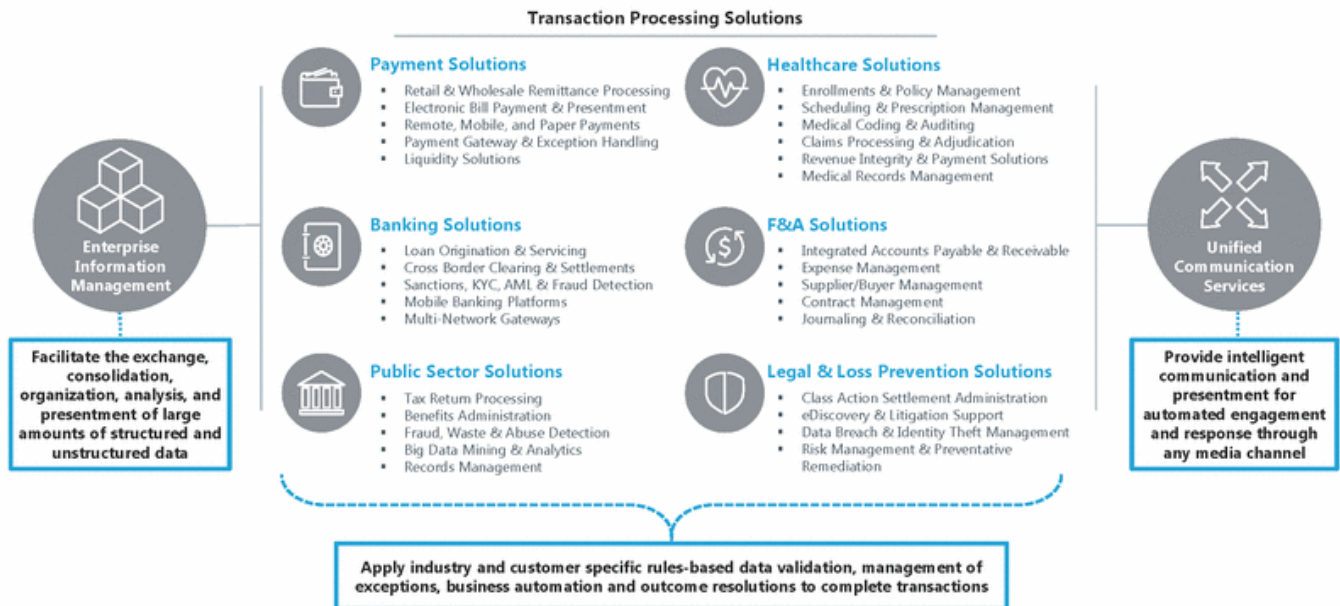 Transaction Processing Solutions
Enterprise
Information
Management
Facilitate the exchange,
consolidation,
organization, analysis, and
presentment of large
amounts of structured and
unstructured data
Payment Solutions
Retail & Wholesale Remittance Processing
Electronic Bill Payment & Presentment
Remote, Mobile, and Paper Payments
Payment Gateway & Exception Handling
Liquidity Solutions
Banking Solutions
Loan Origination & Servicing
Cross Border Clearing & Settlements
Sanctions, KYC, AML & Fraud Detection
Mobile Banking Platforms
Multi-Network Gateways
Public Sector Solutions
Tax Return Processing
Benefits Administration
Fraud, Waste & Abuse Detection
Big Data Mining & Analytics
Records Management
Healthcare Solutions
Enrollments & Policy Management
Scheduling & Prescription Management
Medical Coding & Auditing
Claims Processing & Adjudication
Revenue Integrity & Payment Solutions
Medical Records Management
F&A Solutions
$
Integrated Accounts Payable & Receivable
Expense Management
Supplier/Buyer Management
Contract Management
Journaling & Reconciliation
Legal & Loss Prevention Solutions
Class Action Settlement Administration
eDiscovery & Litigation Support
Data Breach & Identity Theft Management
Risk Management & Preventative
Remediation
Unified
Communication
Services
Provide intelligent
communication and
presentment for
automated engagement
and response through
any media channel
Apply industry and customer specific rules-based data validation, management of
exceptions, business automation and outcome resolutions to complete transactions